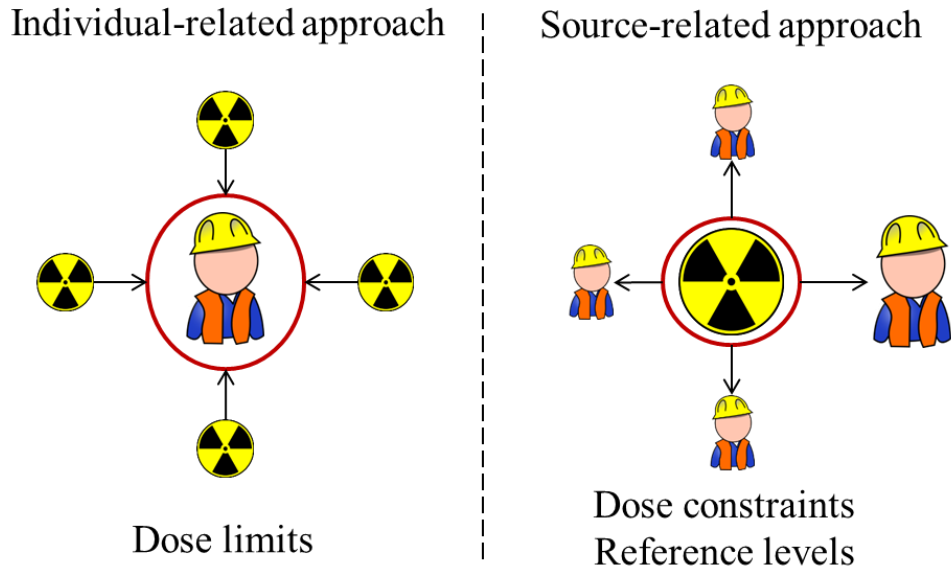 Individual-related approach
Source-related approach
Dose limits
Dose constraints
Reference levels